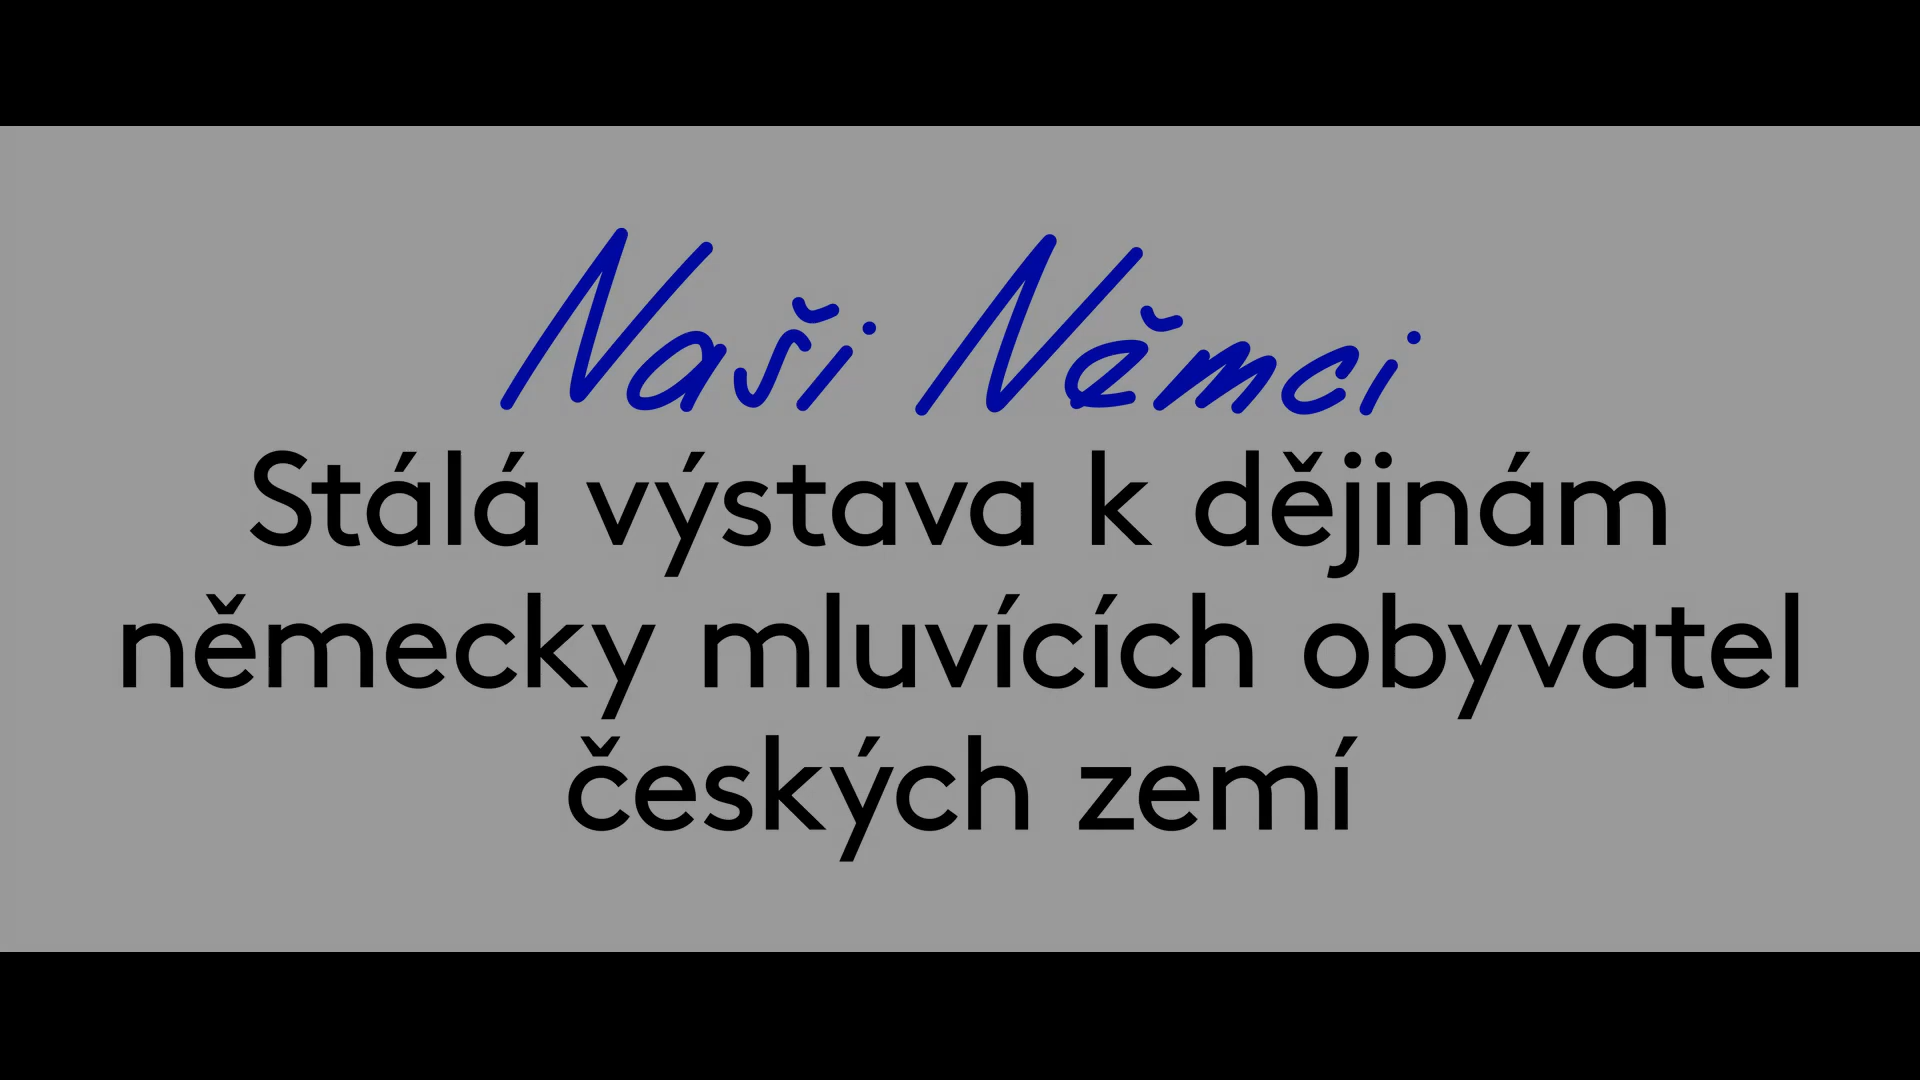 Naši Němci
Stálá výstava k dějinám
německy mluvících obyvatel
českých zemí